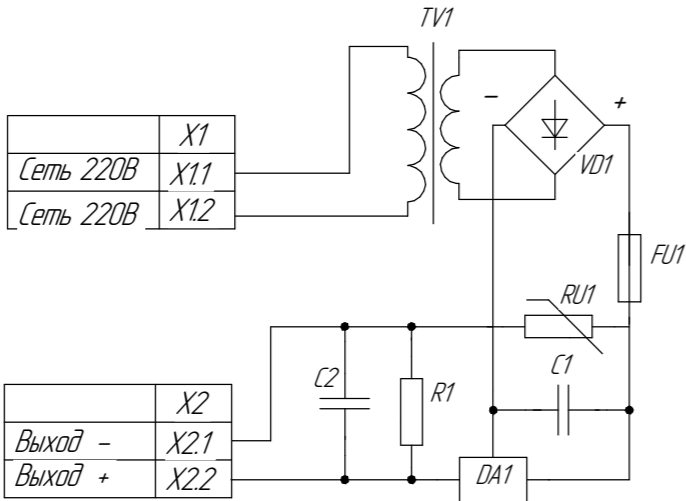 TV1
–
+
VD1
X1
Сеть 220В X1.1
Сеть 220В X1.2
FU1
RU1
C1
C2
R1
X2
Выход – X2.1
Выход + X2.2
DA1